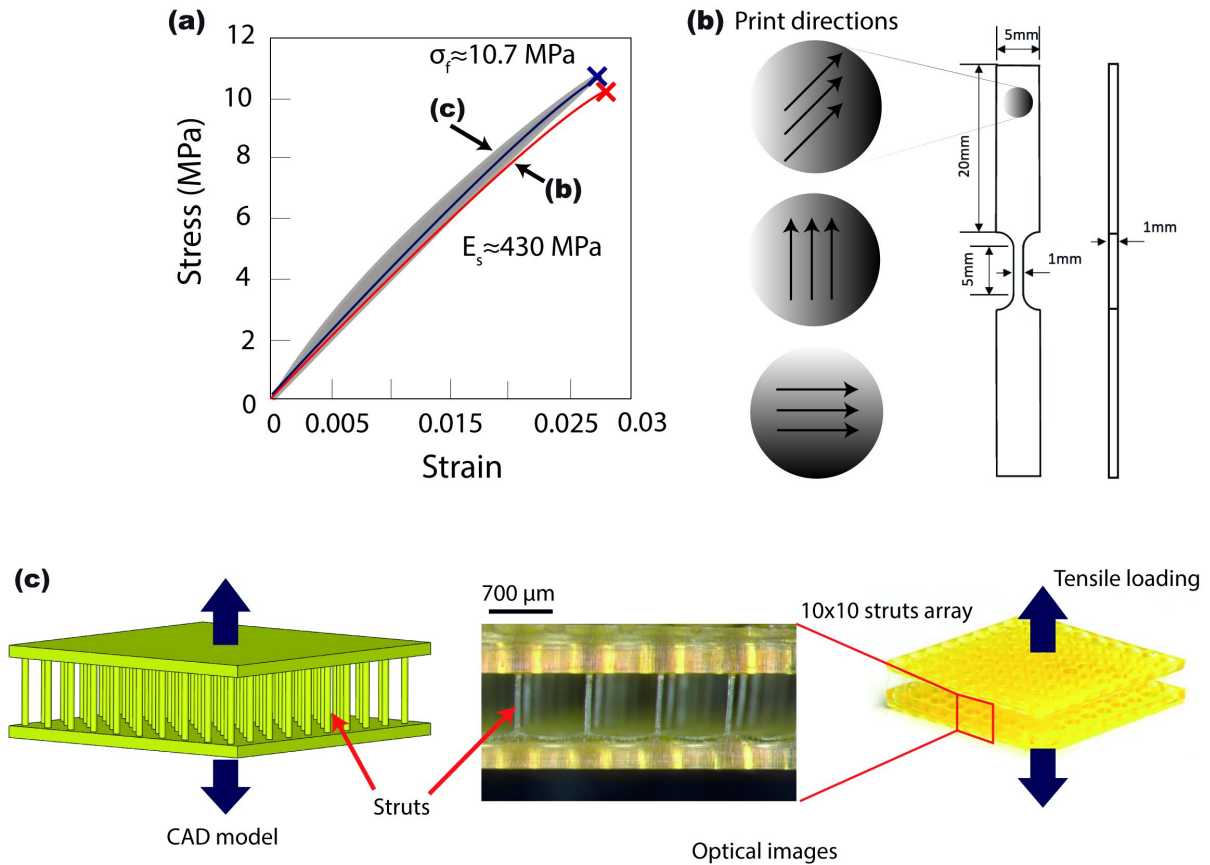 (a)
12
10
8
6
4
2
0
Stress (MPa)
σf≈10.7 MPa
(c)
(b)
Es≈430 MPa
0
0.005
0.015
0.025
0.03
Strain
(b) Print directions
5mm
20mm
5mm
1mm
1mm
(c)
700 µm
10x10 struts array
Tensile loading
Struts
CAD model
Optical images